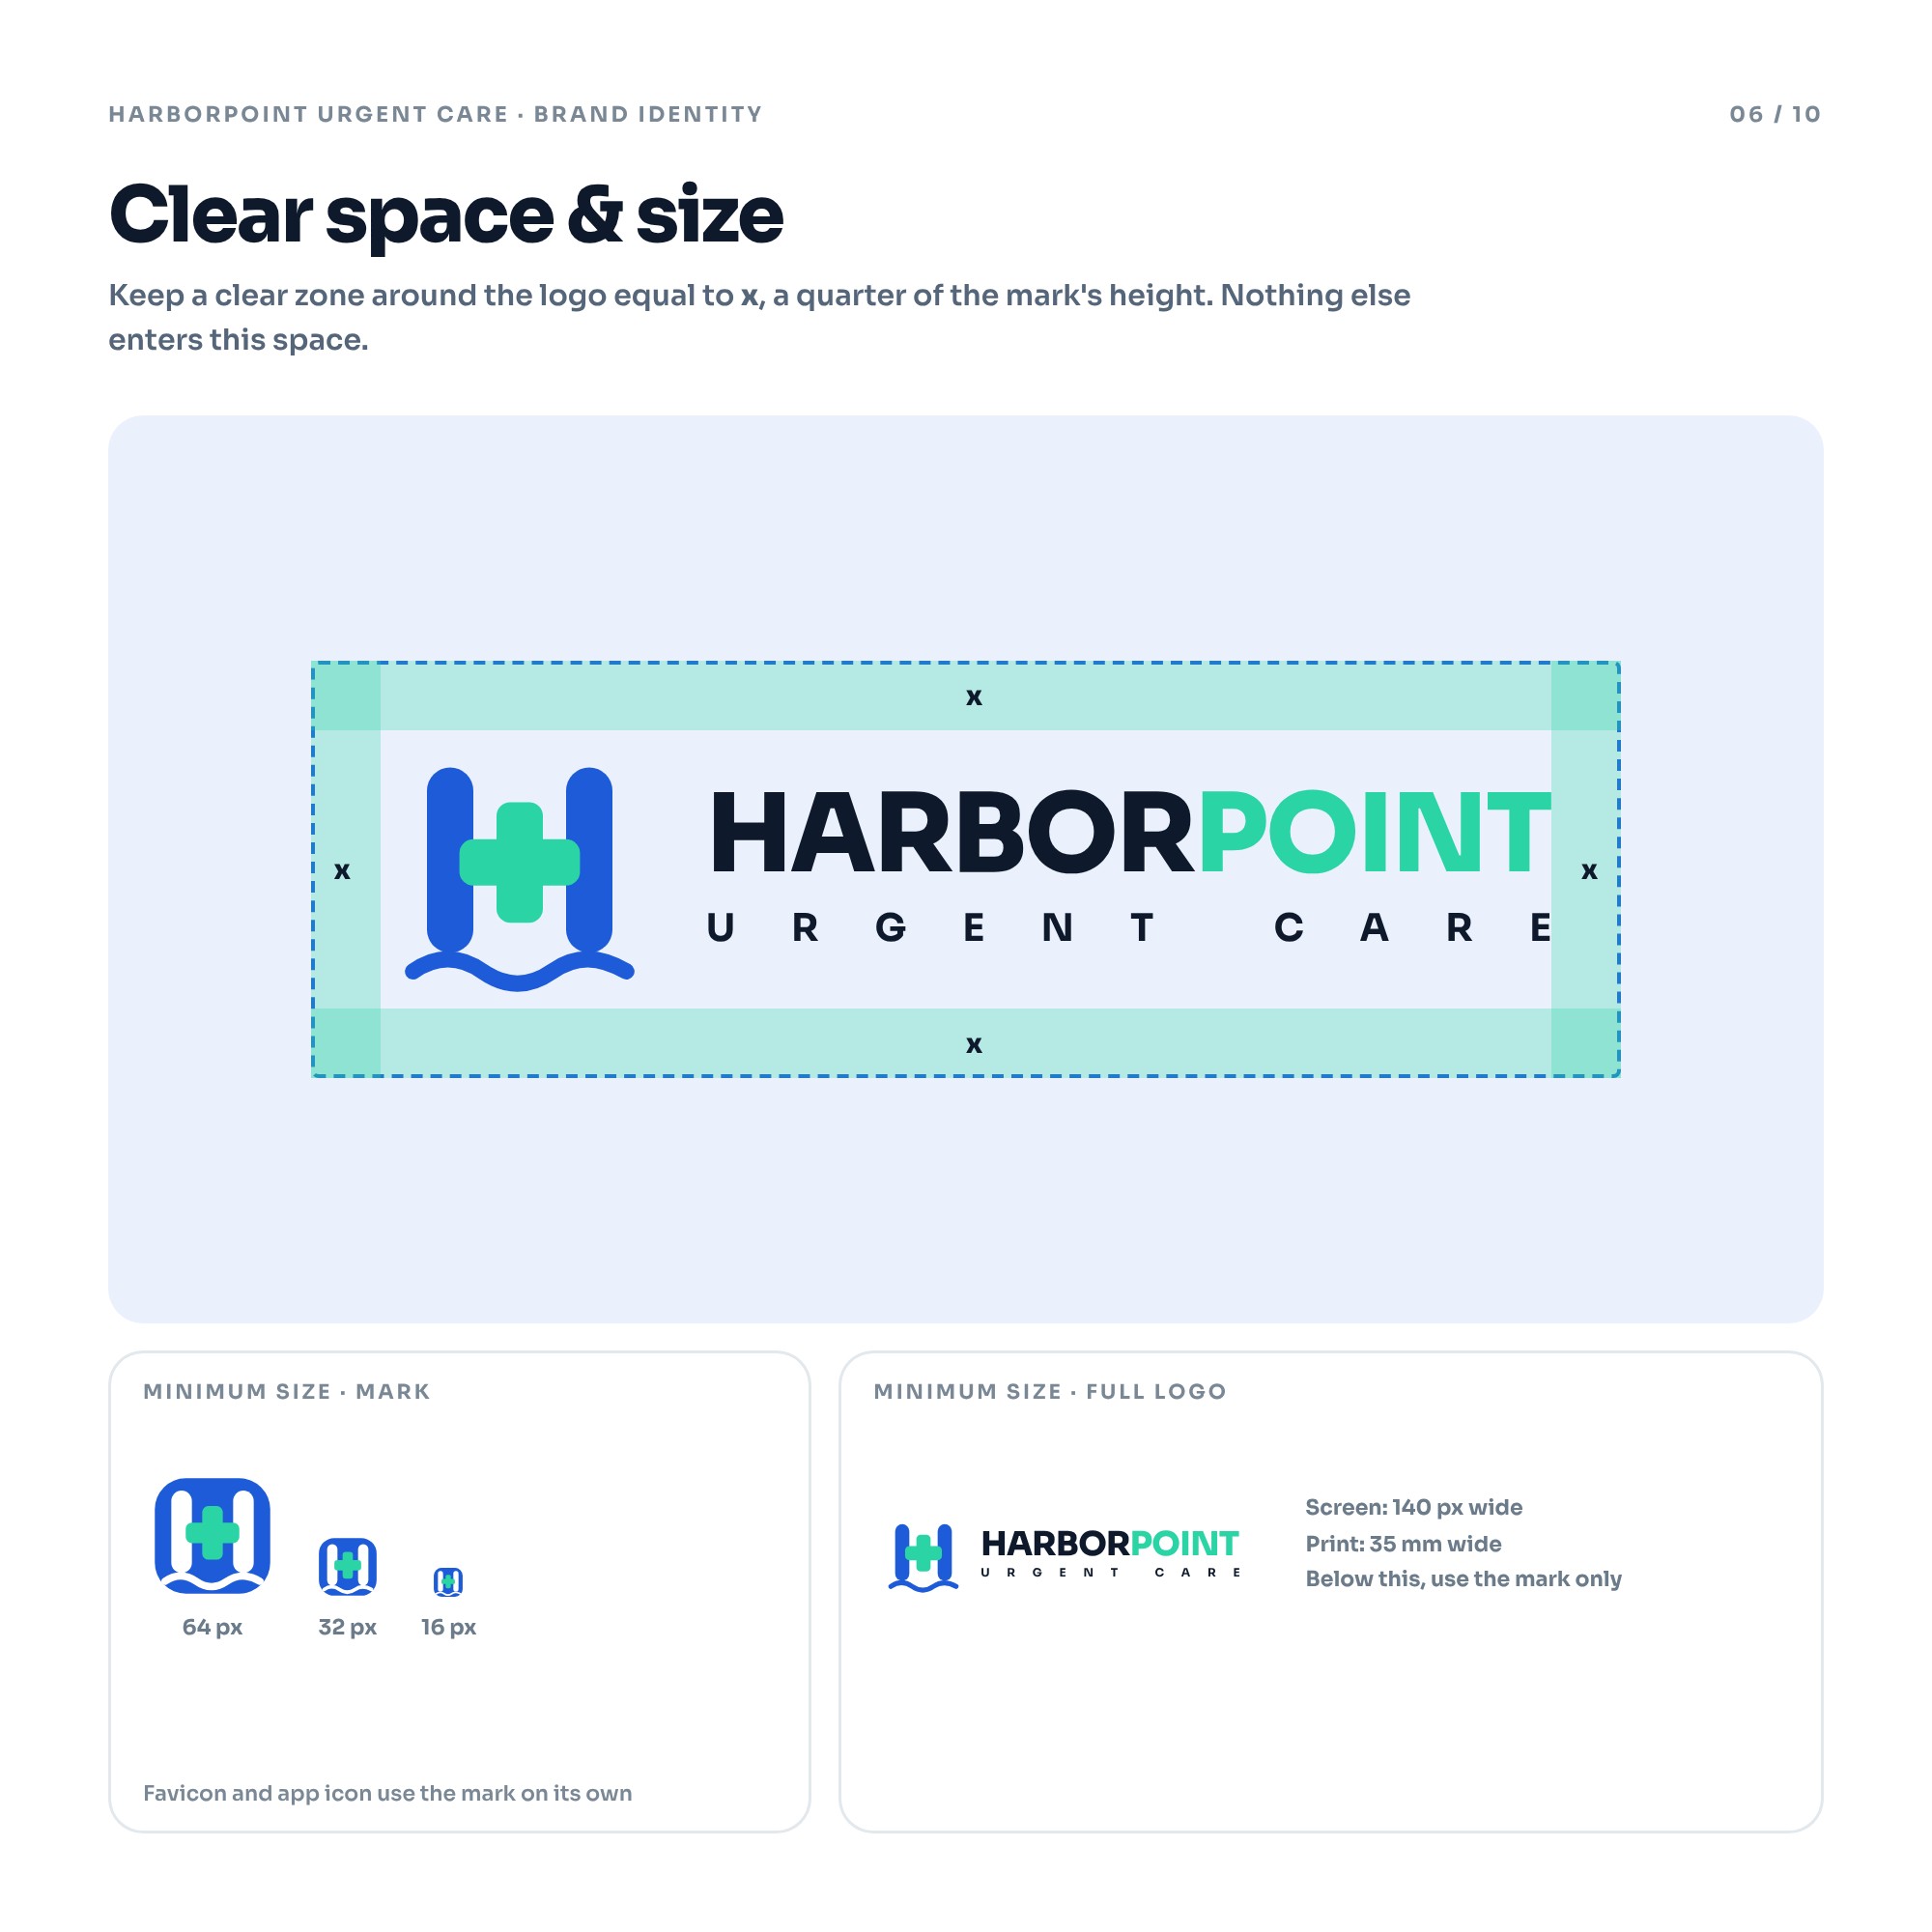 HARBORPOINT URGENT CARE · BRAND IDENTITY
06 / 10
Clear space & size
Keep a clear zone around the logo equal to x, a quarter of the mark's height. Nothing else
enters this space.
x
HARBORPOINT
x
x
URGENT CARE
x
MINIMUM SIZE · MARK
64 px
32 px
16 px
Favicon and app icon use the mark on its own
MINIMUM SIZE · FULL LOGO
HARBORPOINT
URGENT CARE
Screen: 140 px wide
Print: 35 mm wide
Below this, use the mark only